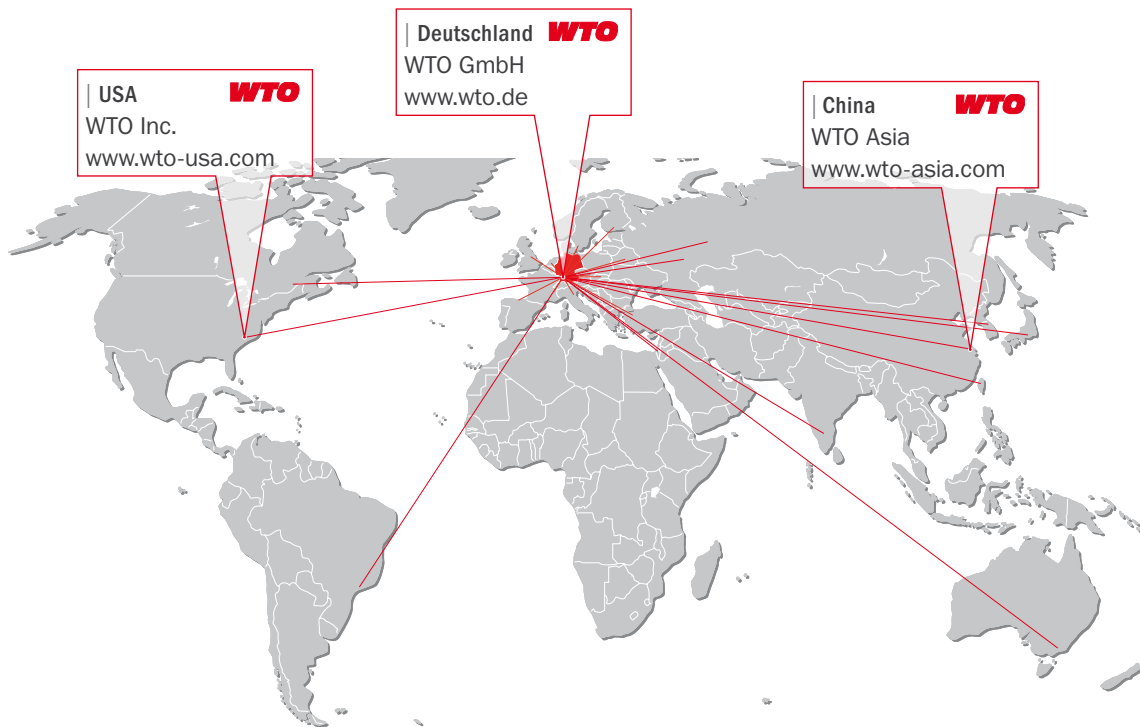 | Deutschland WTO
WTO GmbH
www.wto.de
| USA WTO
WTO Inc.
www.wto-usa.com
| China WTO
WTO Asia
www.wto-asia.com